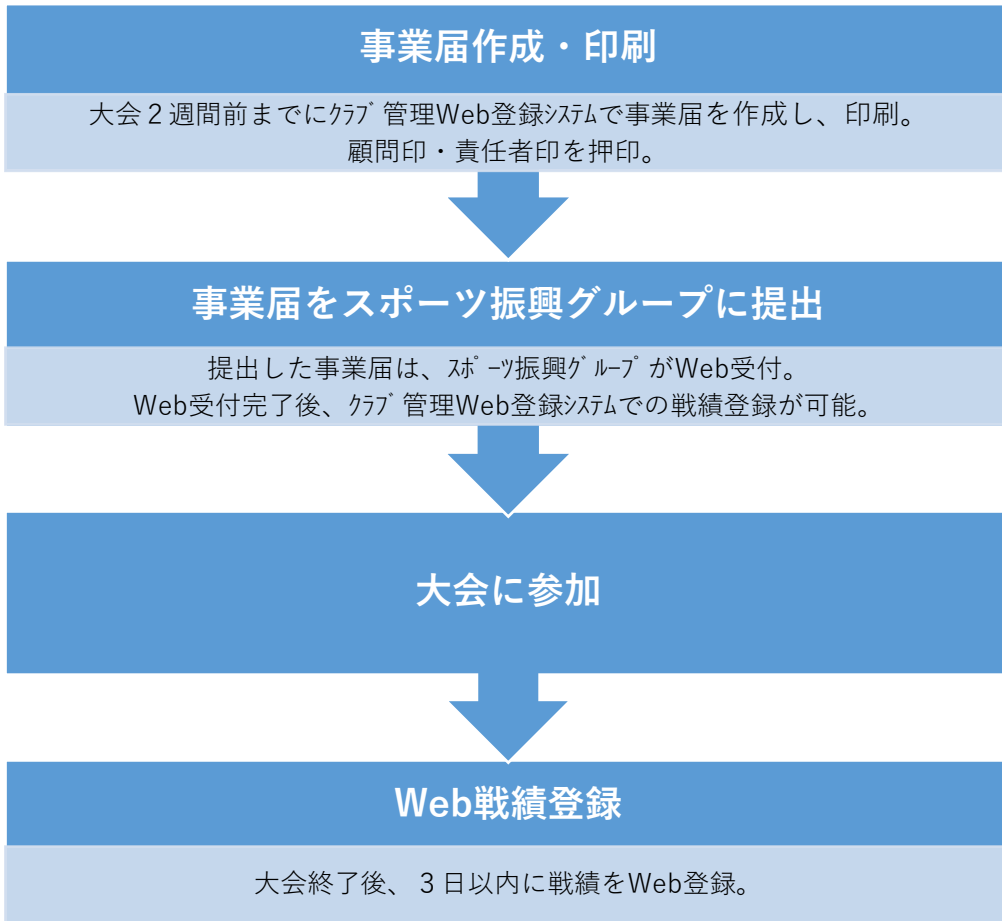 事業届作成・印刷
大会２週間前までにｸﾗﾌﾞ管理Web登録ｼｽﾃﾑで事業届を作成し、印刷。
顧問印・責任者印を押印。
事業届をスポーツ振興グループに提出
提出した事業届は、ｽﾎﾟｰﾂ振興ｸﾞﾙｰﾌﾟがWeb受付。
Web受付完了後、ｸﾗﾌﾞ管理Web登録ｼｽﾃﾑでの戦績登録が可能。
大会に参加
Web戦績登録
大会終了後、３日以内に戦績をWeb登録。